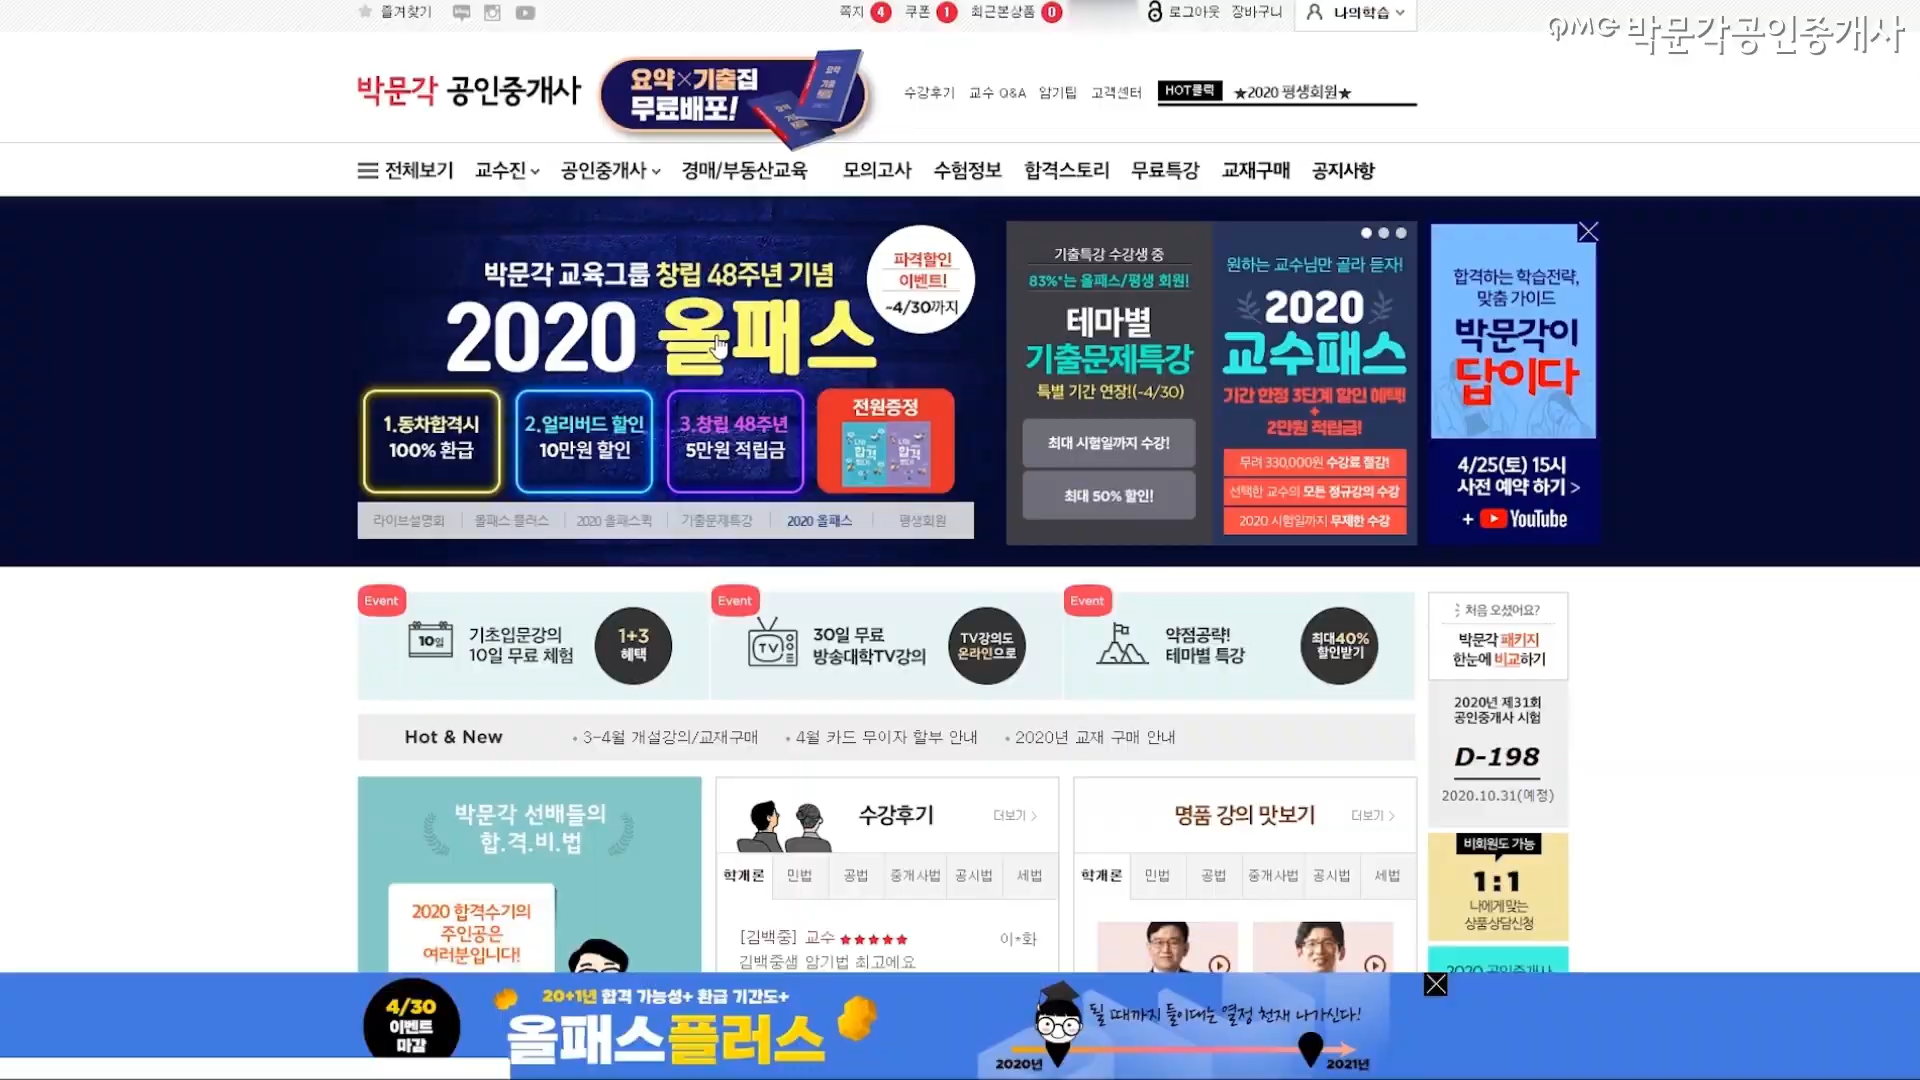 즐겨찾기
쪽지 4 쿠폰 1 최근본상품 0
로그아웃 장바구니 나의학습
PMG 박문각공인중개사
박문각 공인중개사
요약×기출집
무료배포!
수강후기 교수 Q&A 암기팁 고객센터 HOT클릭 ★2020 평생회원★
전체보기 교수진 공인중개사 경매/부동산교육 모의고사 수험정보 합격스토리 무료특강 교재구매 공지사항
박문각 교육그룹 창립 48주년 기념
2020 올패스
파격할인
이벤트!
~4/30까지
1.동차합격시
100% 환급
2.얼리버드 할인
10만원 할인
3.창립 48주년
5만원 적립금
전원증정
합격 합격
라이브설명회 올패스 플러스 2020 올패스퀵 기출문제특강 2020 올패스 평생회원
기출특강 수강생 중
83%*는 올패스/평생 회원!
테마별
기출문제특강
특별 기간 연장!(~4/30)
최대 시험일까지 수강!
최대 50% 할인!
원하는 교수님만 골라 듣자!
2020
교수패스
기간 한정 3단계 할인 혜택!
+
2만원 적립금!
무려 330,000원 수강료 절감!
선택한 교수의 모든 정규강의 수강
2020 시험일까지 무제한 수강
합격하는 학습전략,
맞춤 가이드
박문각이
답이다
4/25(토) 15시
사전 예약 하기 >
+ YouTube
Event
10일
기초입문강의
10일 무료 체험
1+3
혜택
Event
TV
30일 무료
방송대학TV강의
TV강의도
온라인으로
Event
약점공략!
테마별 특강
최대40%
할인받기
처음 오셨어요?
박문각 패키지
한눈에 비교하기
Hot & New
• 3-4월 개설강의/교재구매 • 4월 카드 무이자 할부 안내 • 2020년 교재 구매 안내
2020년 제31회
공인중개사 시험
D-198
2020.10.31(예정)
박문각 선배들의
합.격.비.법
2020 합격수기의
주인공은
여러분입니다!
수강후기 더보기 >
학개론 민법 공법 중개사법 공시법 세법
[김백중] 교수 ★★★★★ 이*화
김백중샘 암기법 최고에요
명품 강의 맛보기 더보기 >
학개론 민법 공법 중개사법 공시법 세법
비회원도 가능
1:1
나에게 맞는
상품상담신청
2020 공인중개사
4/30
이벤트
마감
20+1년 합격 가능성+ 환급 기간도+
올패스플러스
될 때까지 들이대는 열정 천재 나가신다!
2020년 2021년